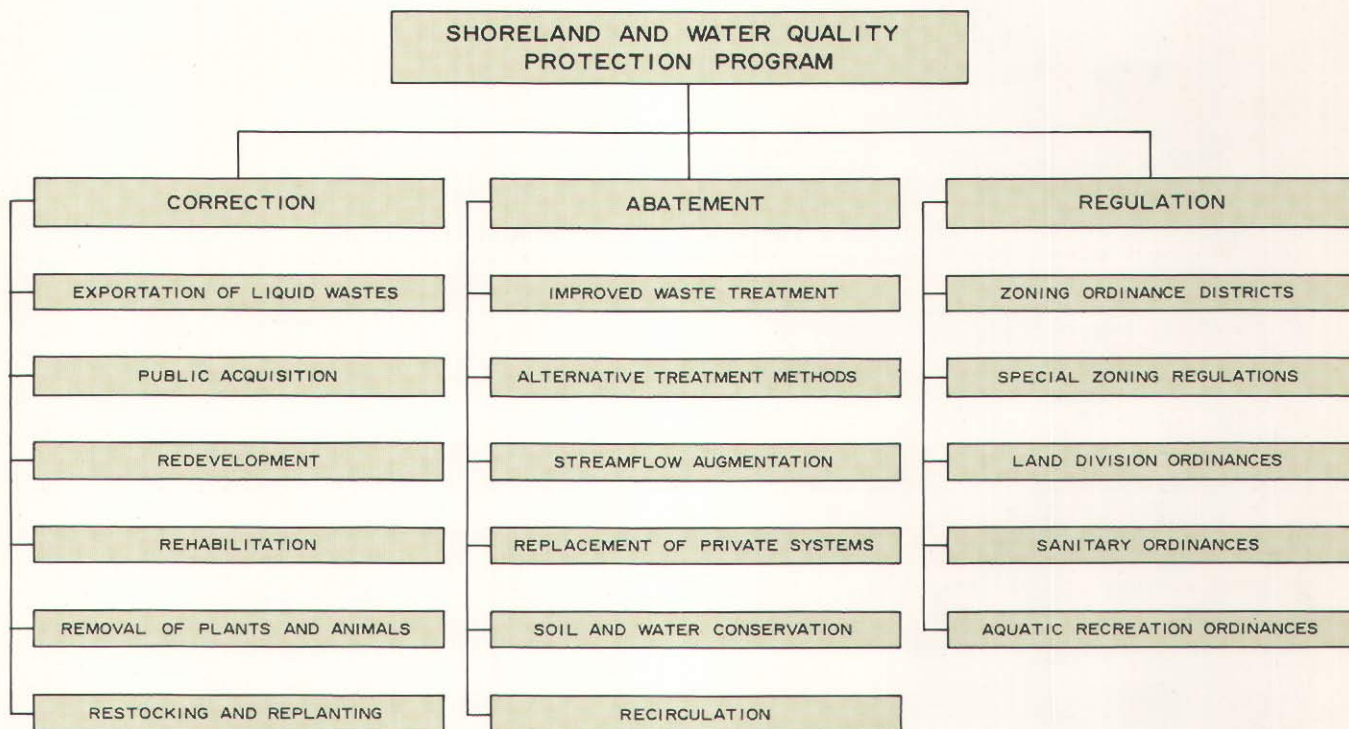 SHORELAND AND WATER QUALITY
PROTECTION PROGRAM
CORRECTION
EXPORTATION OF LIQUID WASTES
PUBLIC ACQUISITION
REDEVELOPMENT
REHABILITATION
REMOVAL OF PLANTS AND ANIMALS
RESTOCKING AND REPLANTING
ABATEMENT
IMPROVED WASTE TREATMENT
ALTERNATIVE TREATMENT METHODS
STREAMFLOW AUGMENTATION
REPLACEMENT OF PRIVATE SYSTEMS
SOIL AND WATER CONSERVATION
RECIRCULATION
REGULATION
ZONING ORDINANCE DISTRICTS
SPECIAL ZONING REGULATIONS
LAND DIVISION ORDINANCES
SANITARY ORDINANCES
AQUATIC RECREATION ORDINANCES